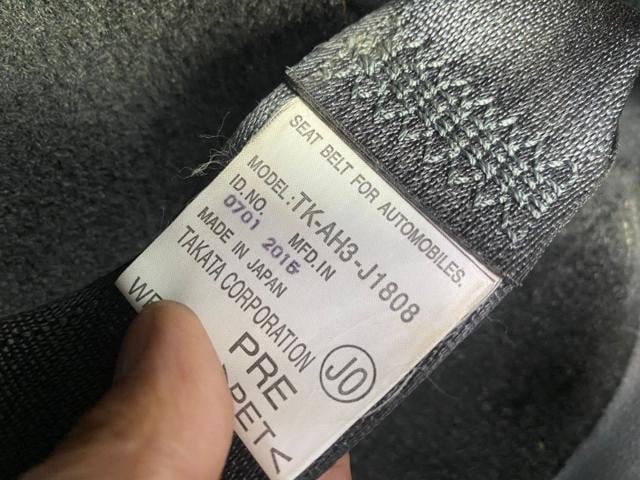 SEAT BELT FOR AUTOMOBILES.
MODEL: TK-AH3-J1808
ID.NO. MFD.IN
0701 2015
MADE IN JAPAN
TAKATA CORPORATION
JO
PRE